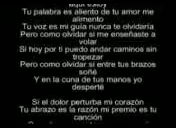 aquí estoy
Tu palabra es aliento de tu amor me
alimento
Tu voz es mi guía nunca te olvidaría
Pero como olvidar si me enseñaste a
volar
Si hoy por ti puedo andar caminos sin
tropezar
Pero como olvidar si entre tus brazos
soñé
Y en la cuna de tus manos yo
desperté
Si el dolor perturba mi corazón
Tu abrazo es la razón mi premio es tu
canción